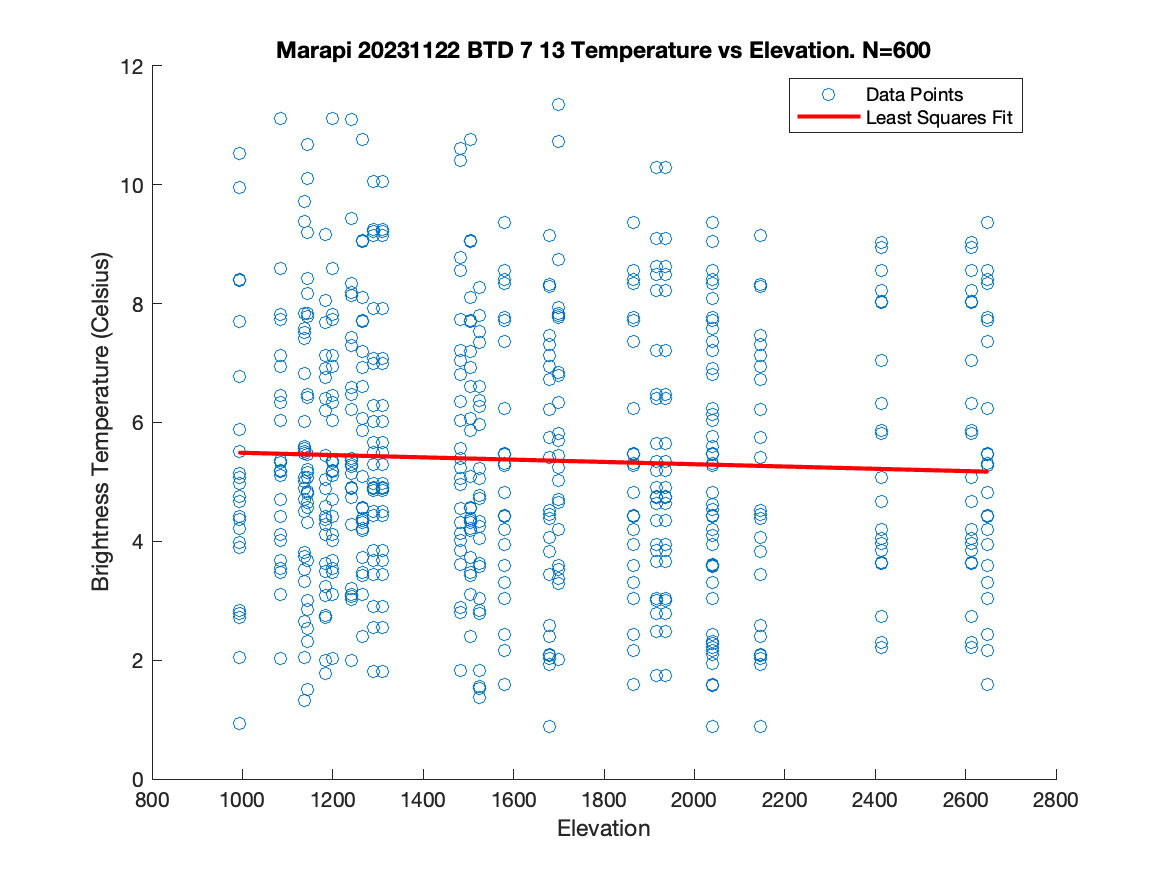 Marapi 20231122 BTD 7 13 Temperature vs Elevation. N=600
Data Points
Least Squares Fit
12
10
8
6
4
2
0
Brightness Temperature (Celsius)
800 1000 1200 1400 1600 1800 2000 2200 2400 2600 2800
Elevation